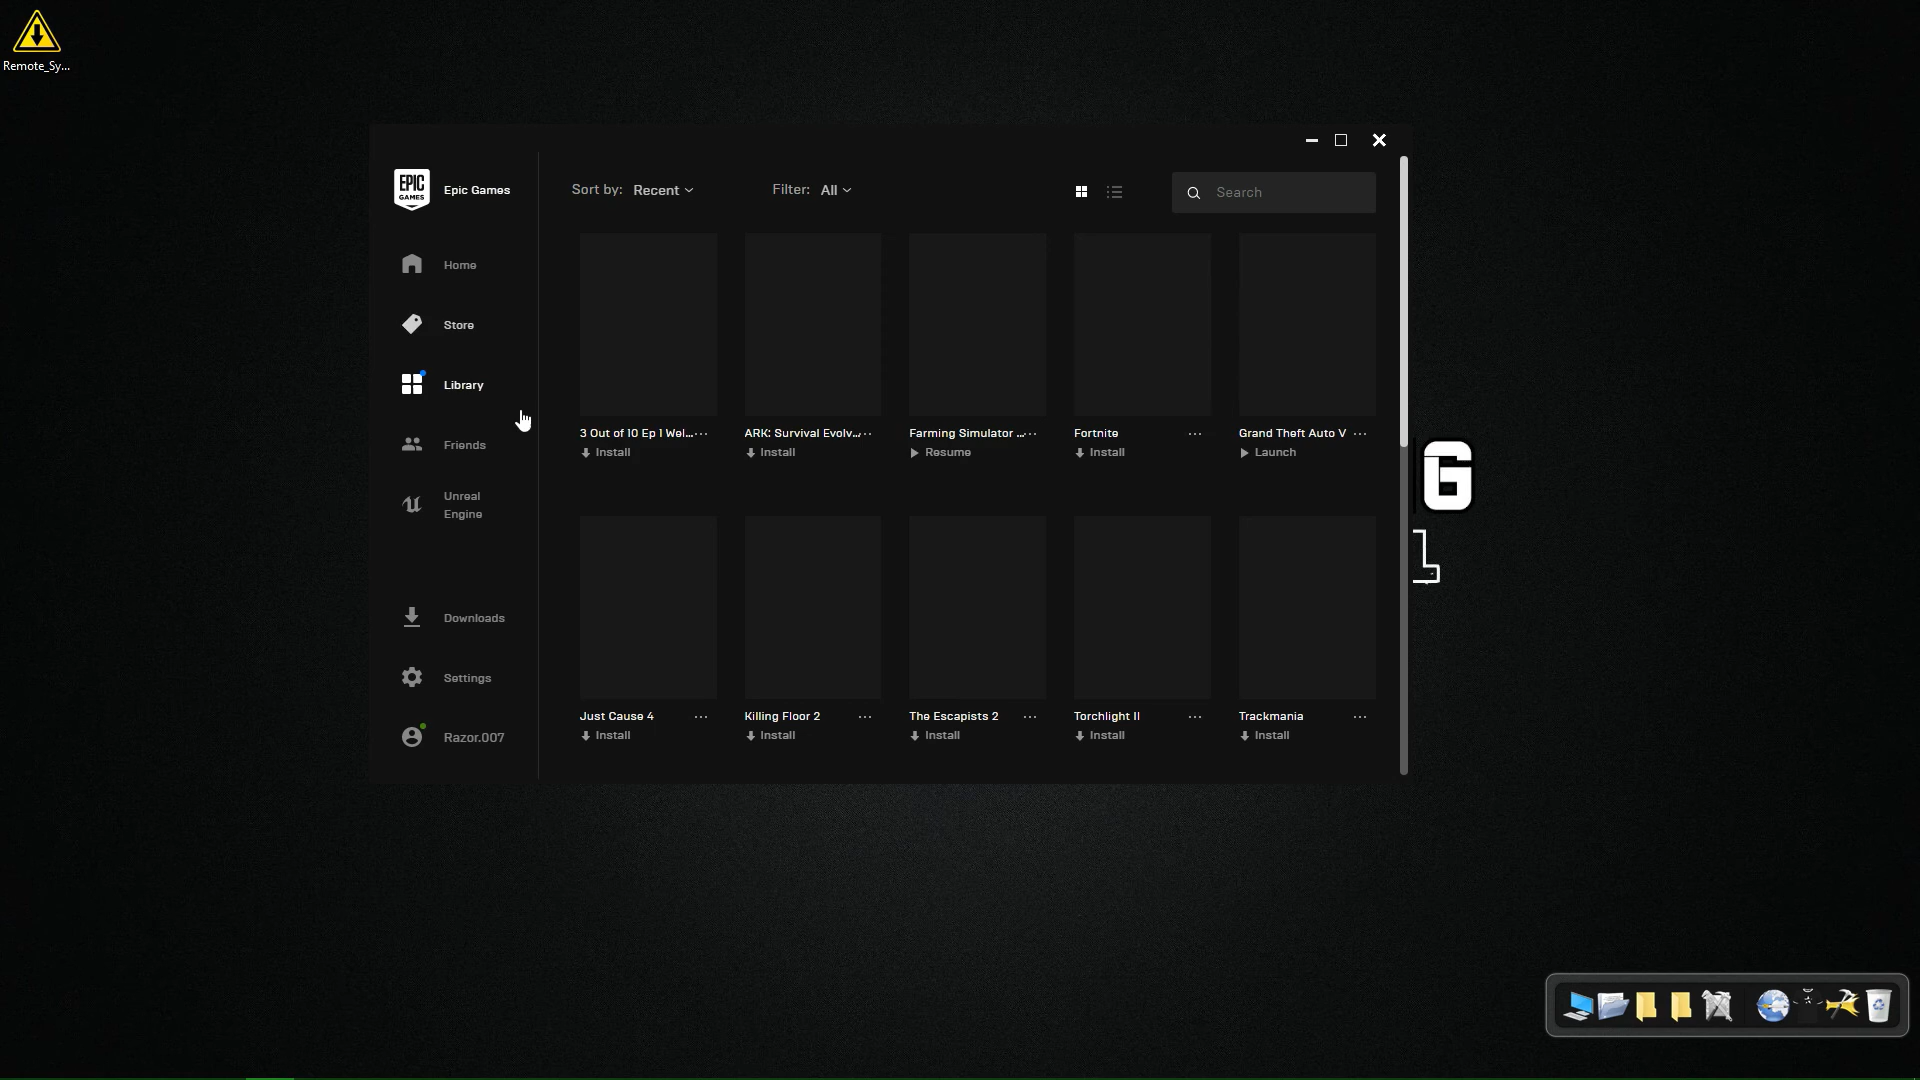 Remote_Sy...
EPIC
GAMES
Epic Games
Home
Store
Library
Friends
Unreal
Engine
Downloads
Settings
Razor.007
Sort by: Recent
Filter: All
Search
3 Out of 10 Ep 1 Wel...
Install
ARK: Survival Evolv...
Install
Farming Simulator ...
Resume
Fortnite
Install
Grand Theft Auto V
Launch
Just Cause 4
Install
Killing Floor 2
Install
The Escapists 2
Install
Torchlight II
Install
Trackmania
Install
G